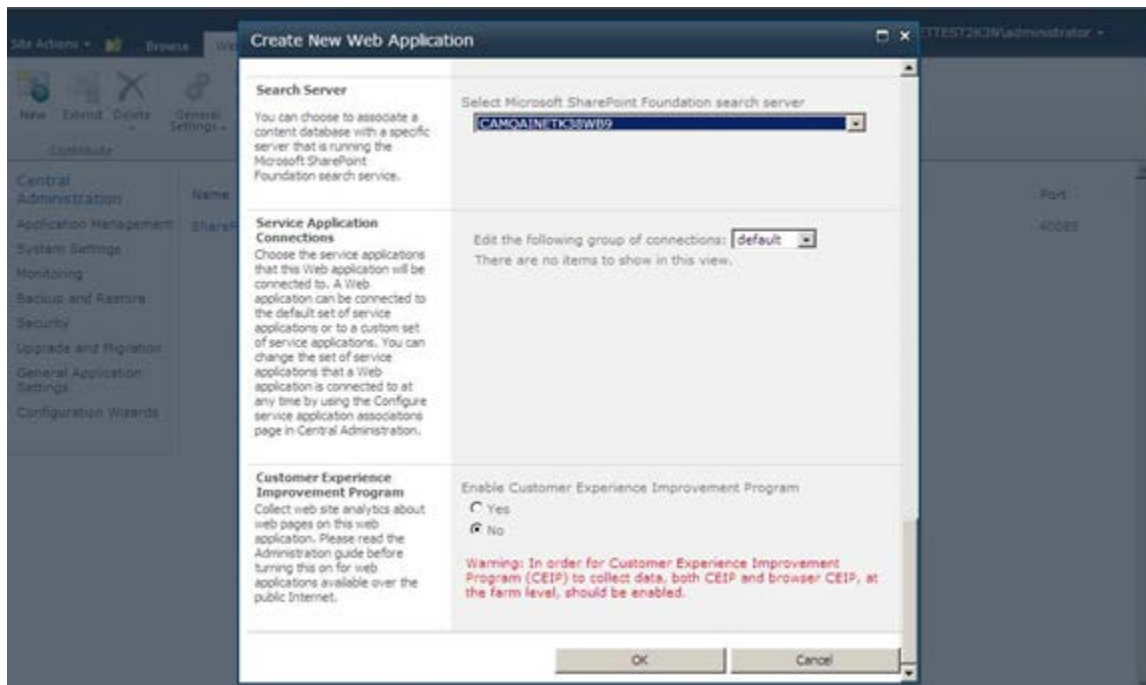 Site Actions
Browse
Create New Web Application
New Extend Delete General Settings
Contribute
Central Administration
Application Management
System Settings
Monitoring
Backup and Restore
Security
Upgrade and Migration
General Application Settings
Configuration Wizards
Name
Port
Search Server
You can choose to associate a
content database with a specific
server that is running the
Microsoft SharePoint
Foundation search service.
Select Microsoft SharePoint Foundation search server
Service Application
Connections
Choose the service applications
that this Web application will be
connected to. A Web
application can be connected to
the default set of service
applications or to a custom set
of service applications. You can
change the set of service
applications that a Web
application is connected to at
any time by using the Configure
service application associations
page in Central Administration.
Edit the following group of connections: default
There are no items to show in this view.
Customer Experience
Improvement Program
Collect web site analytics about
web pages on this web
application. Please read the
Administration guide before
turning this on for web
applications available over the
public Internet.
Enable Customer Experience Improvement Program
Yes
No
Warning: In order for Customer Experience Improvement
Program (CEIP) to collect data, both CEIP and browser CEIP, at
the farm level, should be enabled.
OK
Cancel